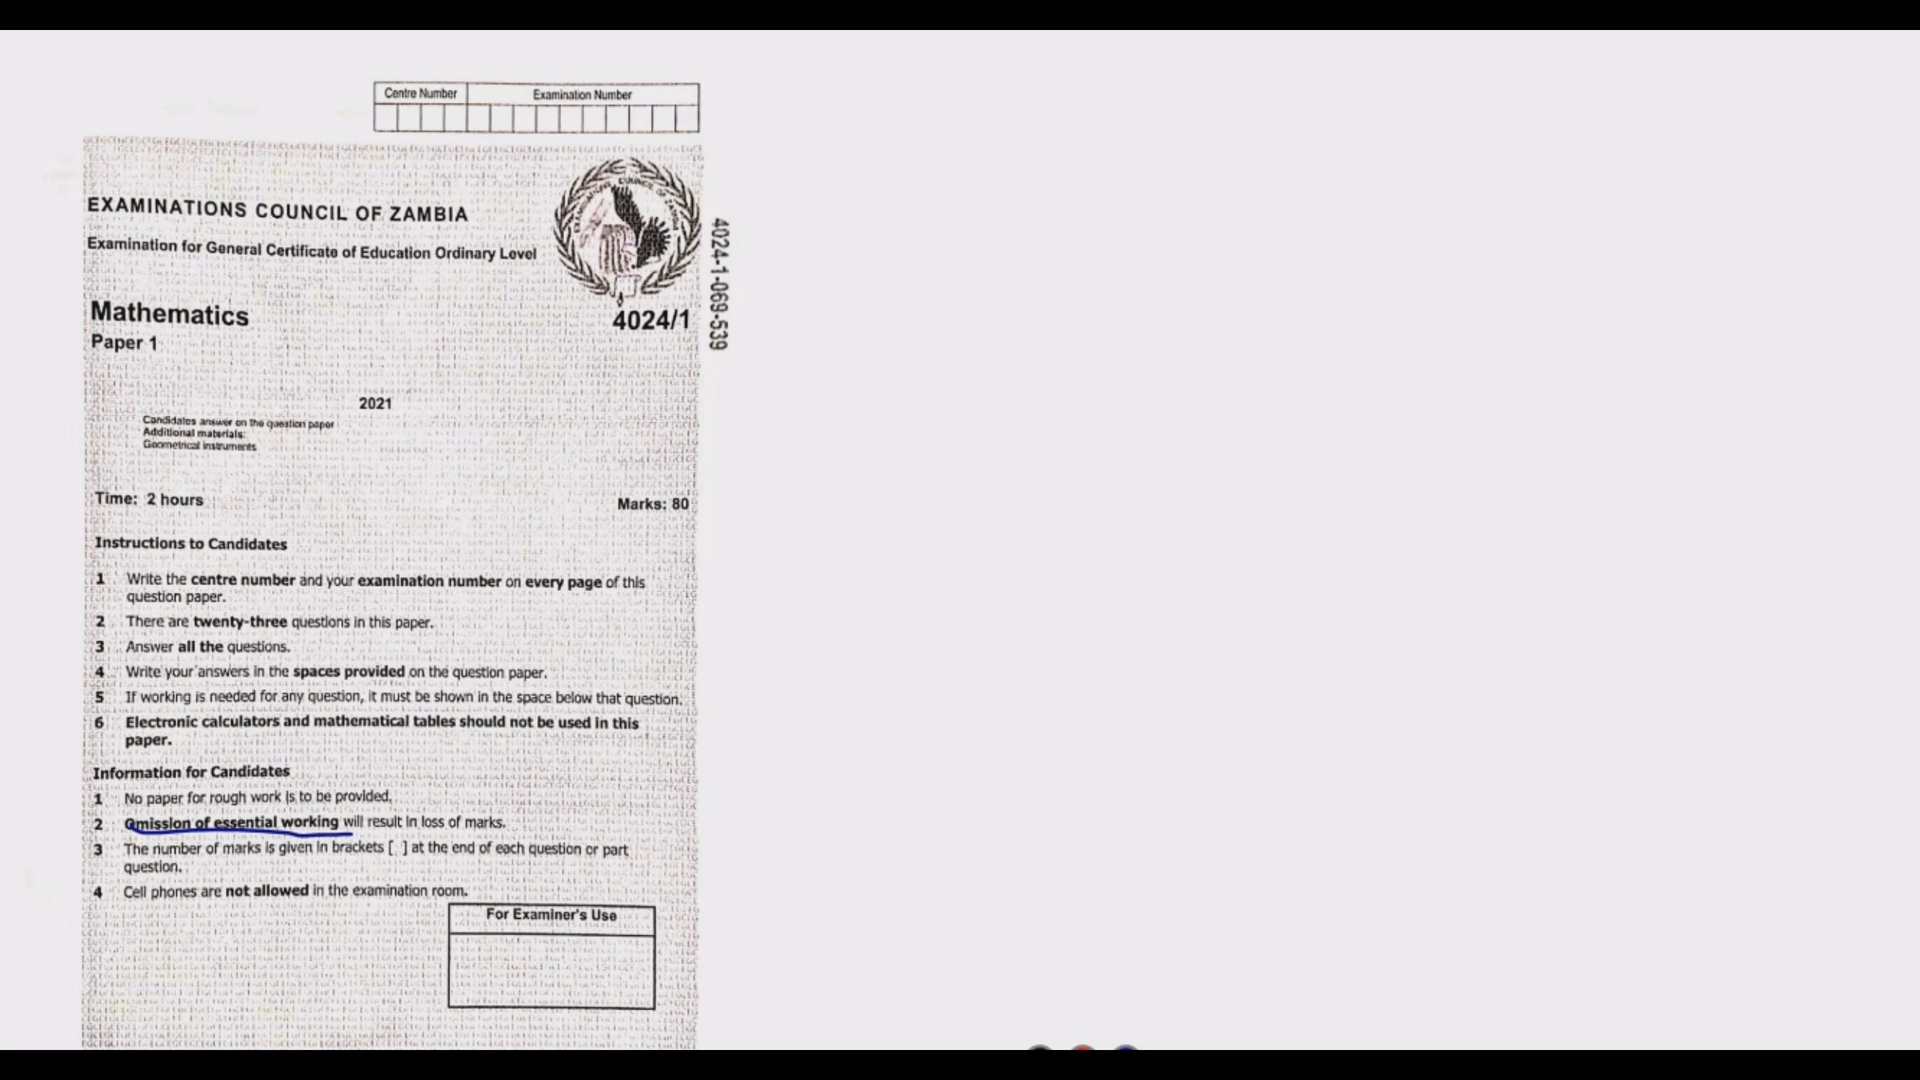 Centre Number Examination Number
EXAMINATIONS COUNCIL OF ZAMBIA
Examination for General Certificate of Education Ordinary Level
4024-1-069-539
Mathematics 4024/1
Paper 1
2021
Candidates answer on the question paper
Additional materials:
Geometrical instruments
Time: 2 hours Marks: 80
Instructions to Candidates
1 Write the centre number and your examination number on every page of this
question paper.
2 There are twenty-three questions in this paper.
3 Answer all the questions.
4 Write your answers in the spaces provided on the question paper.
5 If working is needed for any question, it must be shown in the space below that question.
6 Electronic calculators and mathematical tables should not be used in this
paper.
Information for Candidates
1 No paper for rough work is to be provided.
2 Omission of essential working will result in loss of marks.
3 The number of marks is given in brackets [ ] at the end of each question or part
question.
4 Cell phones are not allowed in the examination room.
For Examiner's Use